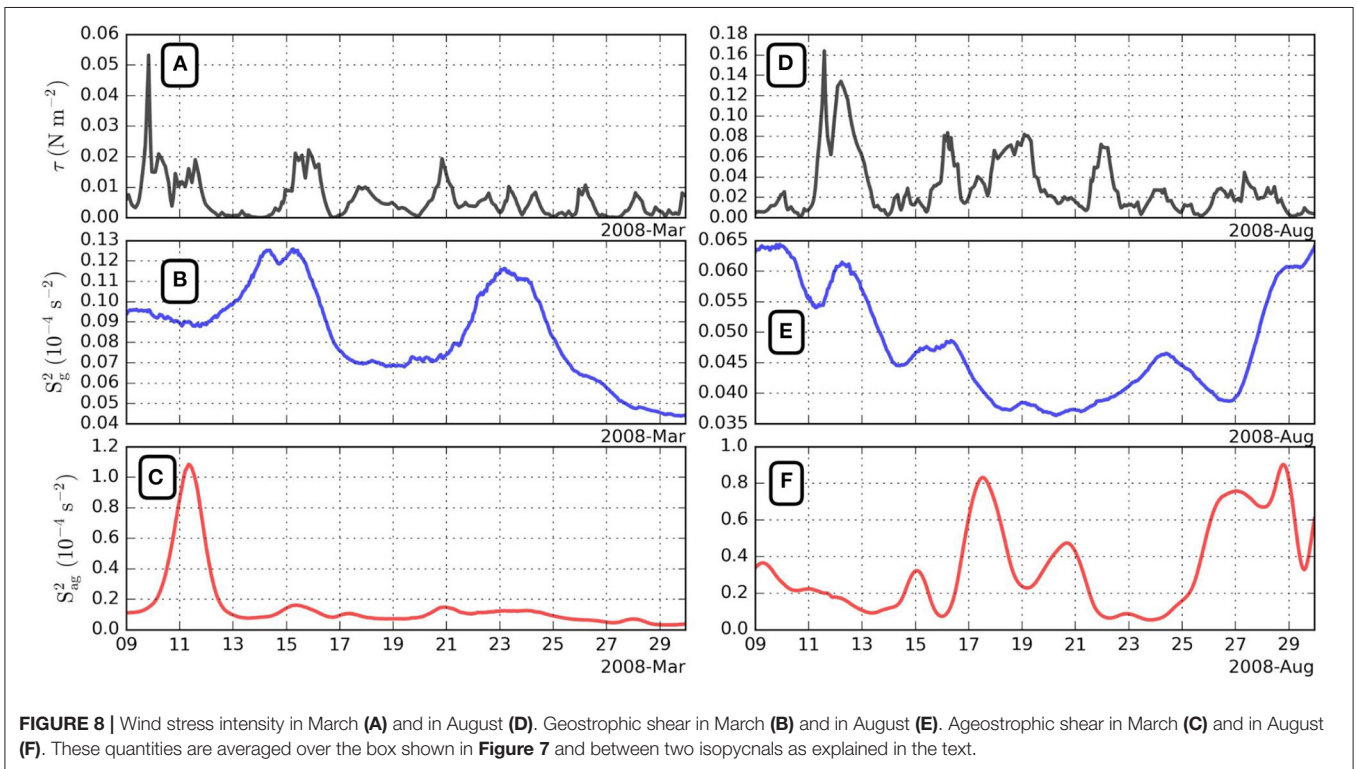 0.06
0.05
0.04
0.03
0.02
0.01
0.00
τ (N m⁻²)
A
2008-Mar
0.18
0.16
0.14
0.12
0.10
0.08
0.06
0.04
0.02
0.00
D
2008-Aug
0.13
0.12
0.11
0.10
0.09
0.08
0.07
0.06
0.05
0.04
S²g (10⁻⁴ s⁻²)
B
2008-Mar
0.065
0.060
0.055
0.050
0.045
0.040
0.035
E
2008-Aug
1.2
1.0
0.8
0.6
0.4
0.2
0.0
S²ag (10⁻⁴ s⁻²)
C
09 11 13 15 17 19 21 23 25 27 29
2008-Mar
1.0
0.8
0.6
0.4
0.2
0.0
F
09 11 13 15 17 19 21 23 25 27 29
2008-Aug
FIGURE 8 | Wind stress intensity in March (A) and in August (D). Geostrophic shear in March (B) and in August (E). Ageostrophic shear in March (C) and in August
(F). These quantities are averaged over the box shown in Figure 7 and between two isopycnals as explained in the text.